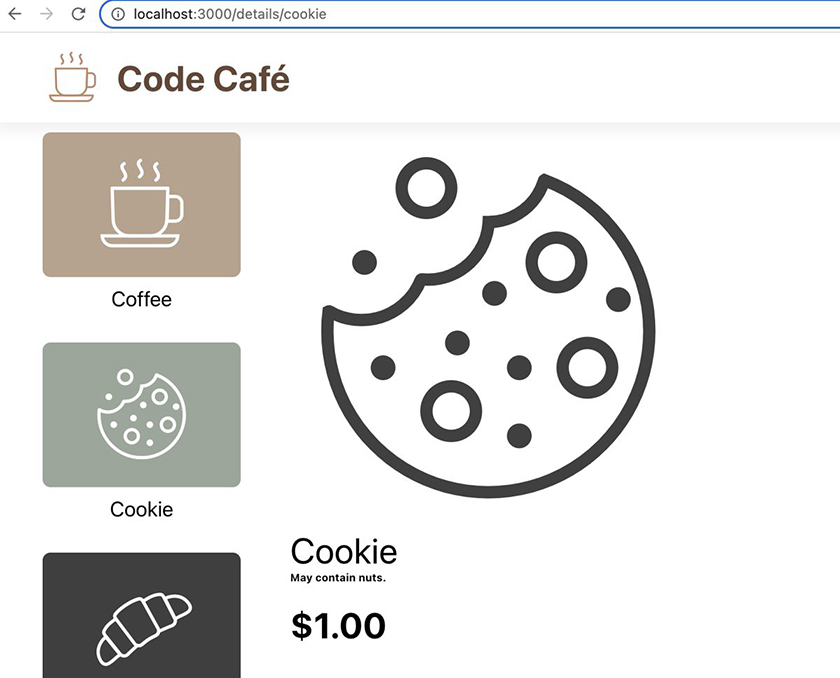 localhost:3000/details/cookie
Code Café
Coffee
Cookie
Cookie
May contain nuts.
$1.00